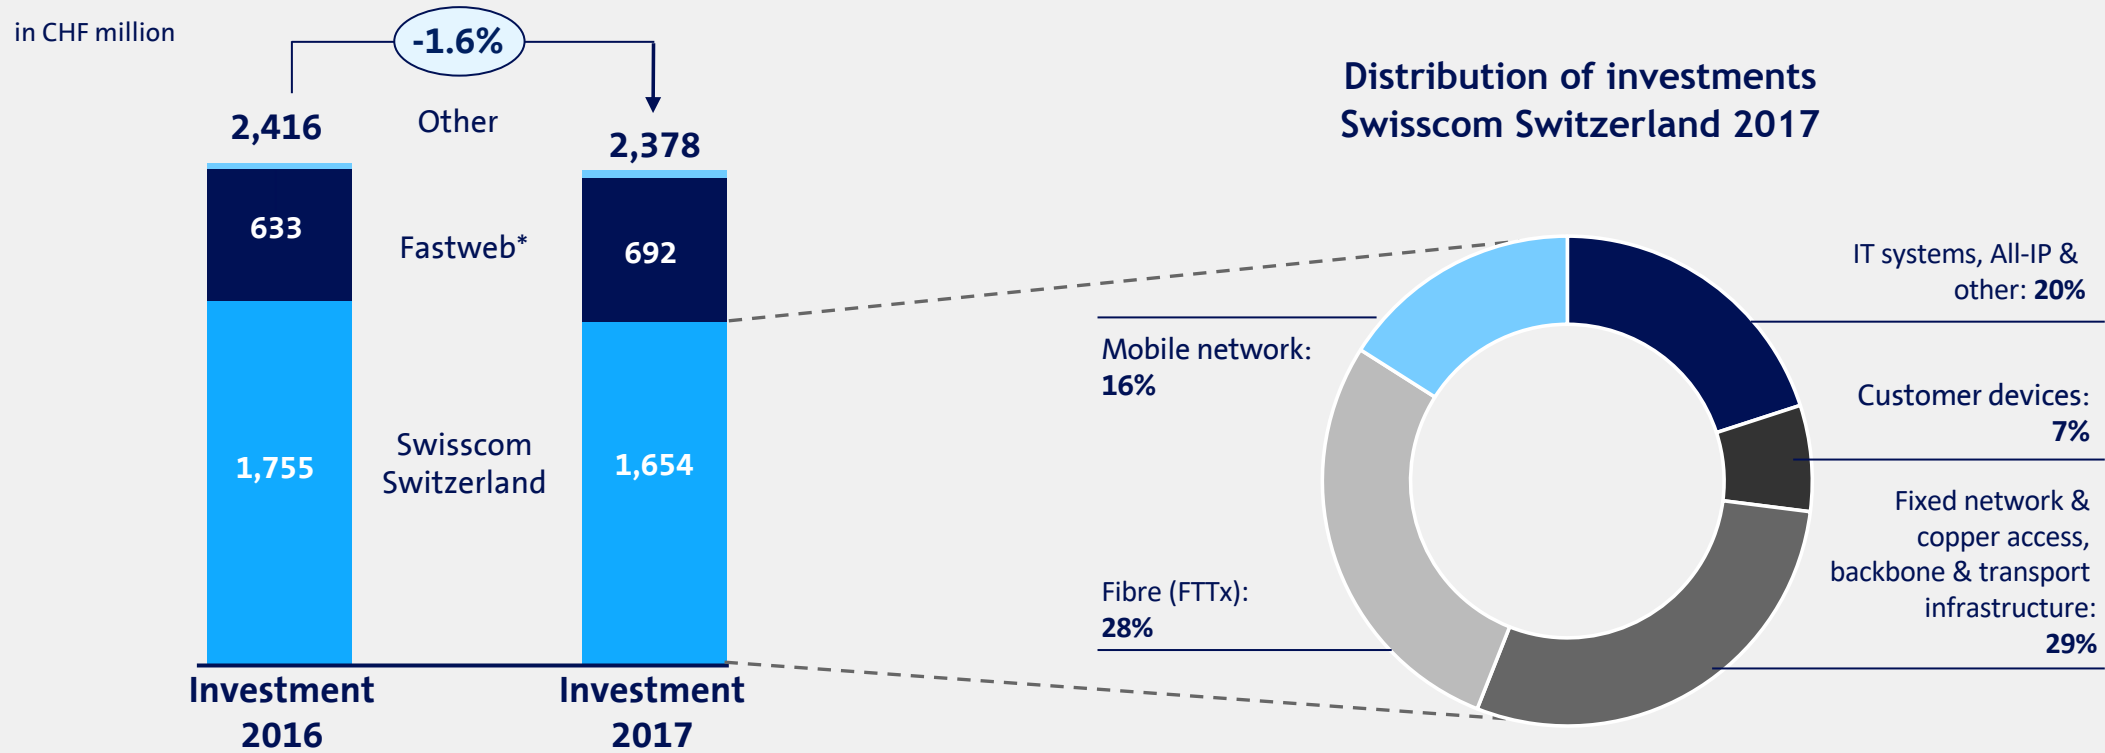 in CHF million
-1.6%
2,416
Other
2,378
633
Fastweb*
692
1,755
Swisscom
Switzerland
1,654
Investment
2016
Investment
2017
Distribution of investments
Swisscom Switzerland 2017
IT systems, All-IP &
other: 20%
Mobile network:
16%
Customer devices:
7%
Fixed network &
copper access,
backbone & transport
infrastructure:
29%
Fibre (FTTx):
28%